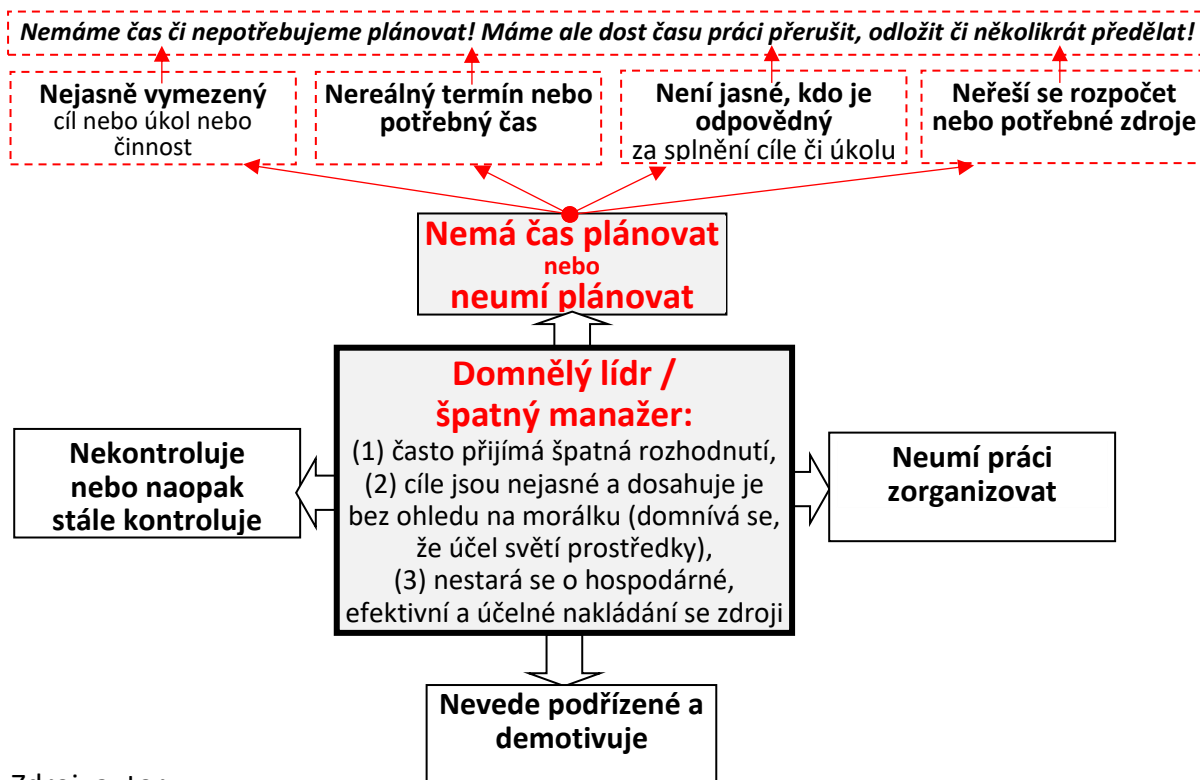 Nemáme čas či nepotřebujeme plánovat! Máme ale dost času práci přerušit, odložit či několikrát předělat!
Nejasně vymezený
cíl nebo úkol nebo
činnost
Nereálný termín nebo
potřebný čas
Není jasné, kdo je
odpovědný
za splnění cíle či úkolu
Neřeší se rozpočet
nebo potřebné zdroje
Nemá čas plánovat
nebo
neumí plánovat
Domnělý lídr /
špatný manažer:
(1) často přijímá špatná rozhodnutí,
(2) cíle jsou nejasné a dosahuje je
bez ohledu na morálku (domnívá se,
že účel světí prostředky),
(3) nestará se o hospodárné,
efektivní a účelné nakládání se zdroji
Nekontroluje
nebo naopak
stále kontroluje
Neumí práci
zorganizovat
Nevede podřízené a
demotivuje